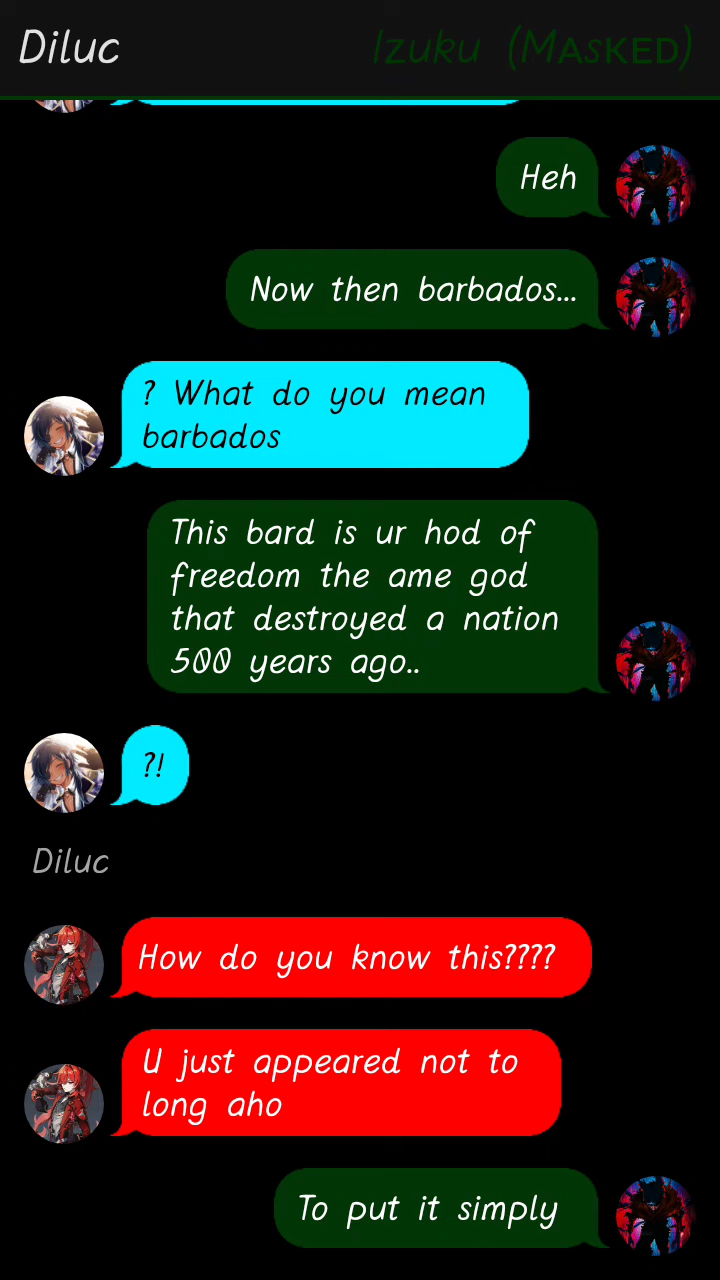 Diluc
Izuku (MASKED)
Heh
Now then barbados...
? What do you mean
barbados
This bard is ur hod of
freedom the ame god
that destroyed a nation
500 years ago..
?!
Diluc
How do you know this????
U just appeared not to
long aho
To put it simply